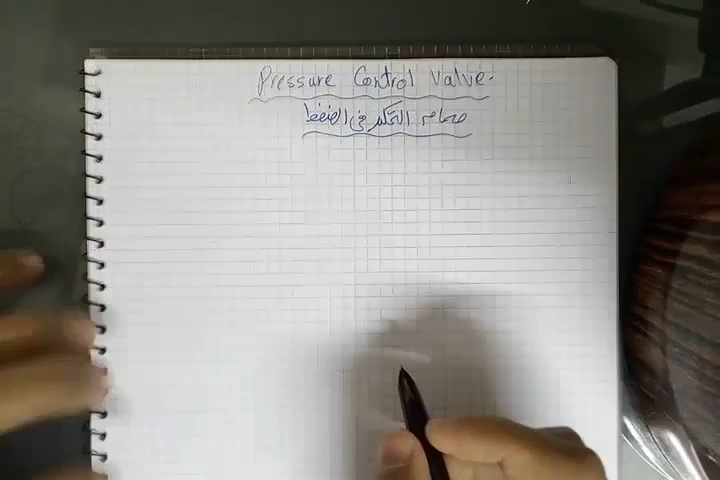 Pressure Control Valve.
صمام التحكم في الضغط